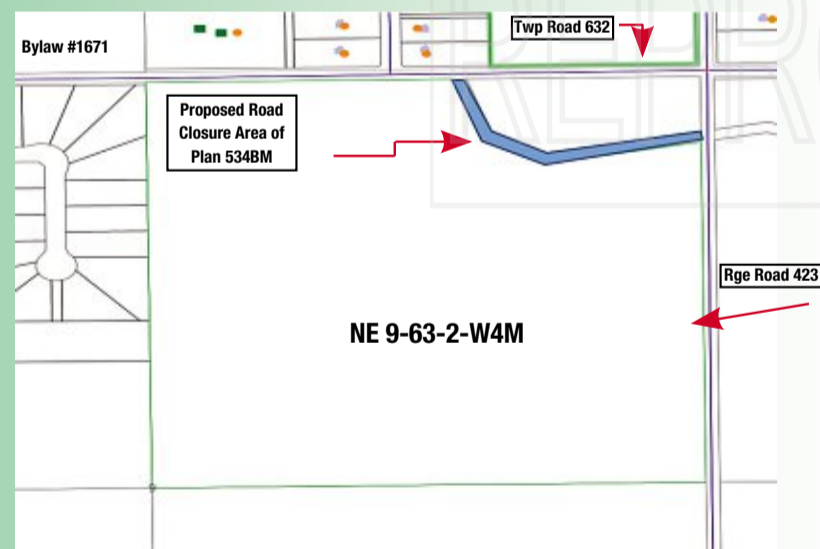 Bylaw #1671
Twp Road 632
Proposed Road
Closure Area of
Plan 534BM
Rge Road 423
NE 9-63-2-W4M